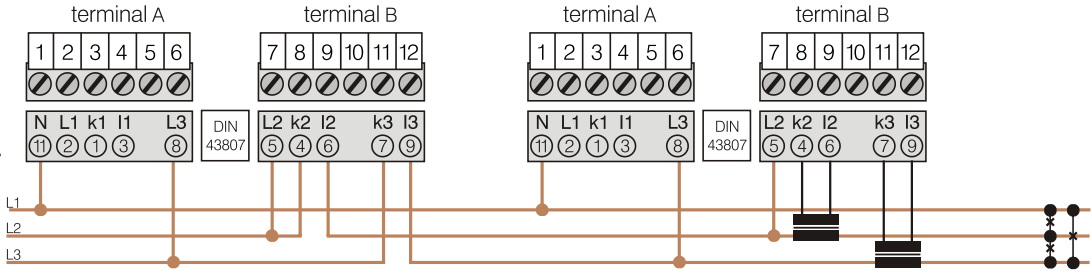 terminal A terminal B terminal A terminal B
1 2 3 4 5 6 7 8 9 10 11 12 1 2 3 4 5 6 7 8 9 10 11 12
N L1 k1 l1 L3 DIN 43807 L2 k2 l2 k3 l3 N L1 k1 l1 L3 DIN 43807 L2 k2 l2 k3 l3
11 2 1 3 8 5 4 6 7 9 11 2 1 3 8 5 4 6 7 9
L1
L2
L3